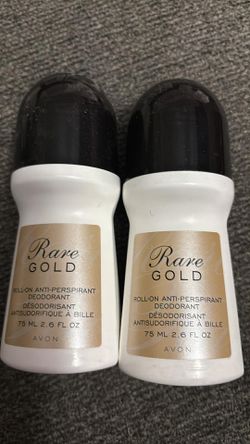 Rare
GOLD
ROLL-ON ANTI-PERSPIRANT
DEODORANT
DÉSODORISANT
ANTISUDORIFIQUE À BILLE
75 ML 2.6 FL OZ
AVON
Rare
GOLD
ROLL-ON ANTI-PERSPIRANT
DEODORANT
DÉSODORISANT
ANTISUDORIFIQUE À BILLE
75 ML 2.6 FL OZ
AVON